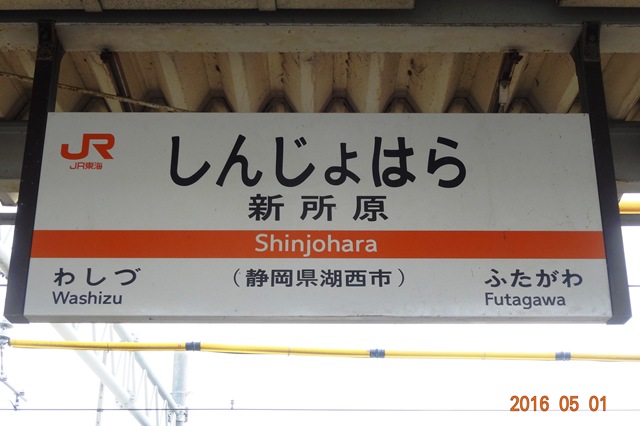 JR
JR東海
しんじょはら
新所原
Shinjohara
わしづ
Washizu
(静岡県湖西市)
ふたがわ
Futagawa
2016 05 01